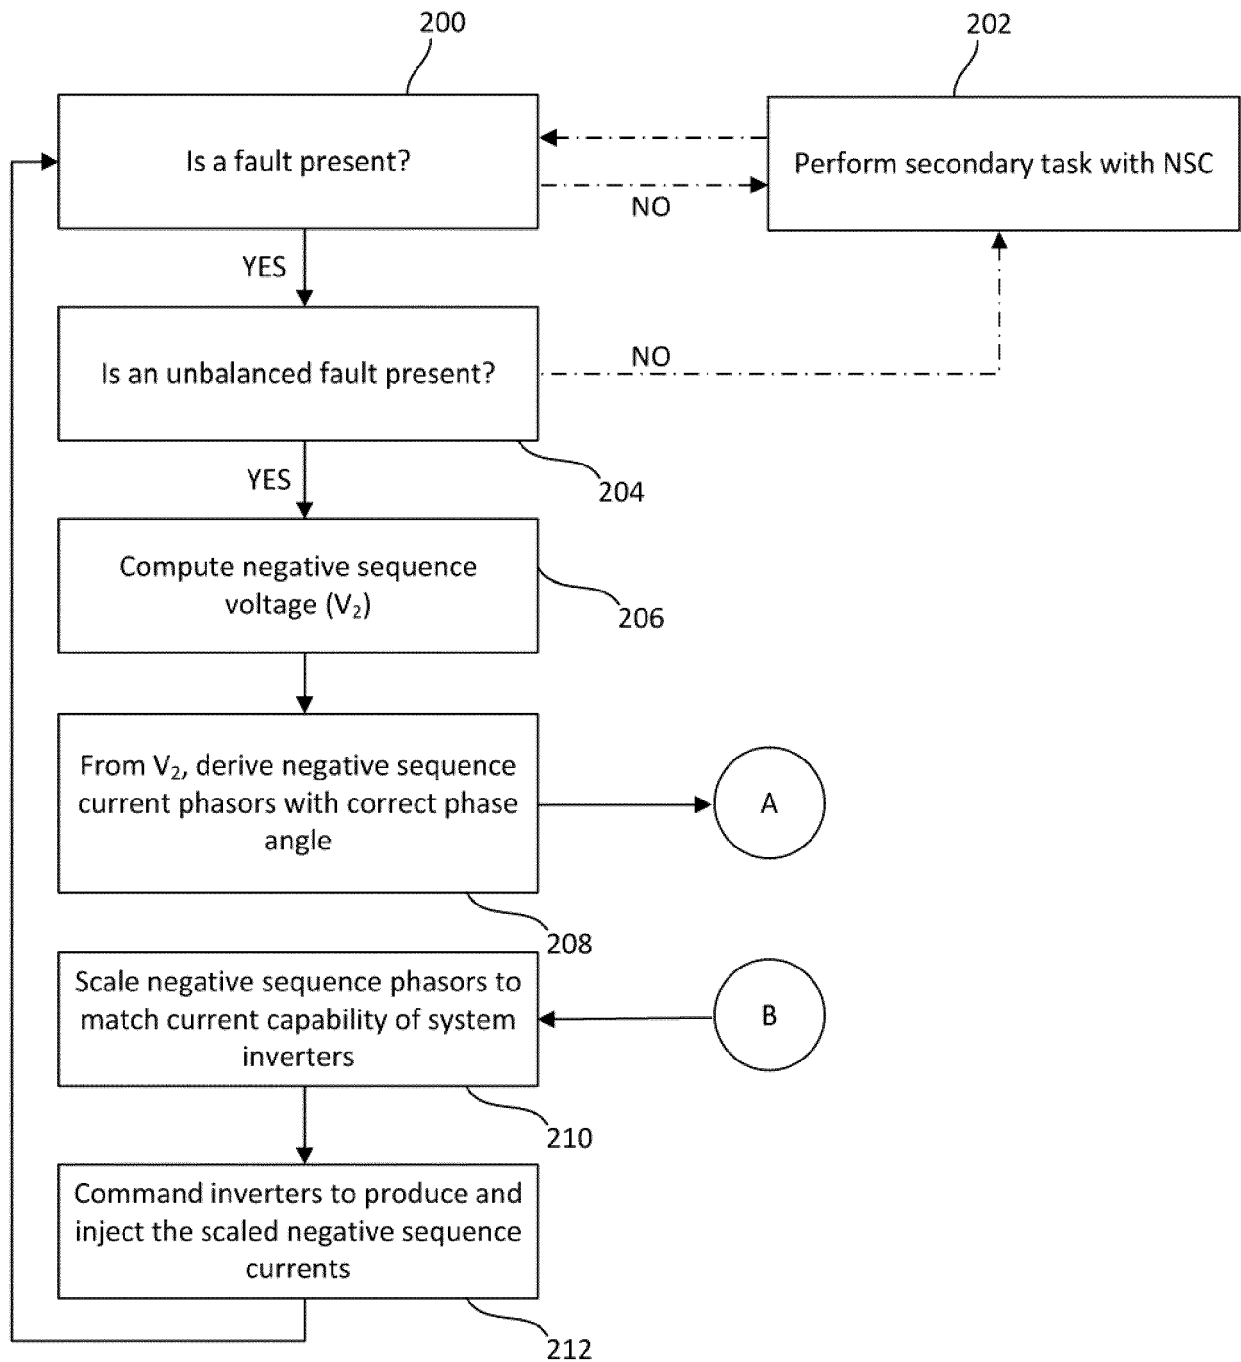 200
202
Is a fault present?
Perform secondary task with NSC
NO
YES
Is an unbalanced fault present?
NO
204
YES
Compute negative sequence
voltage (V₂)
206
From V₂, derive negative sequence
current phasors with correct phase
angle
A
208
Scale negative sequence phasors to
match current capability of system
inverters
B
210
Command inverters to produce and
inject the scaled negative sequence
currents
212